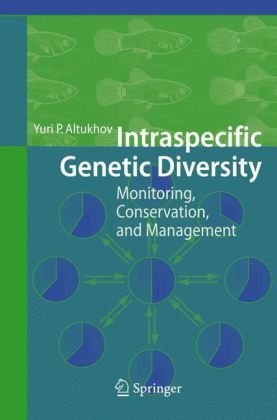 Yuri P. Altukhov
Intraspecific
Genetic Diversity
Monitoring,
Conservation,
and Management
Springer